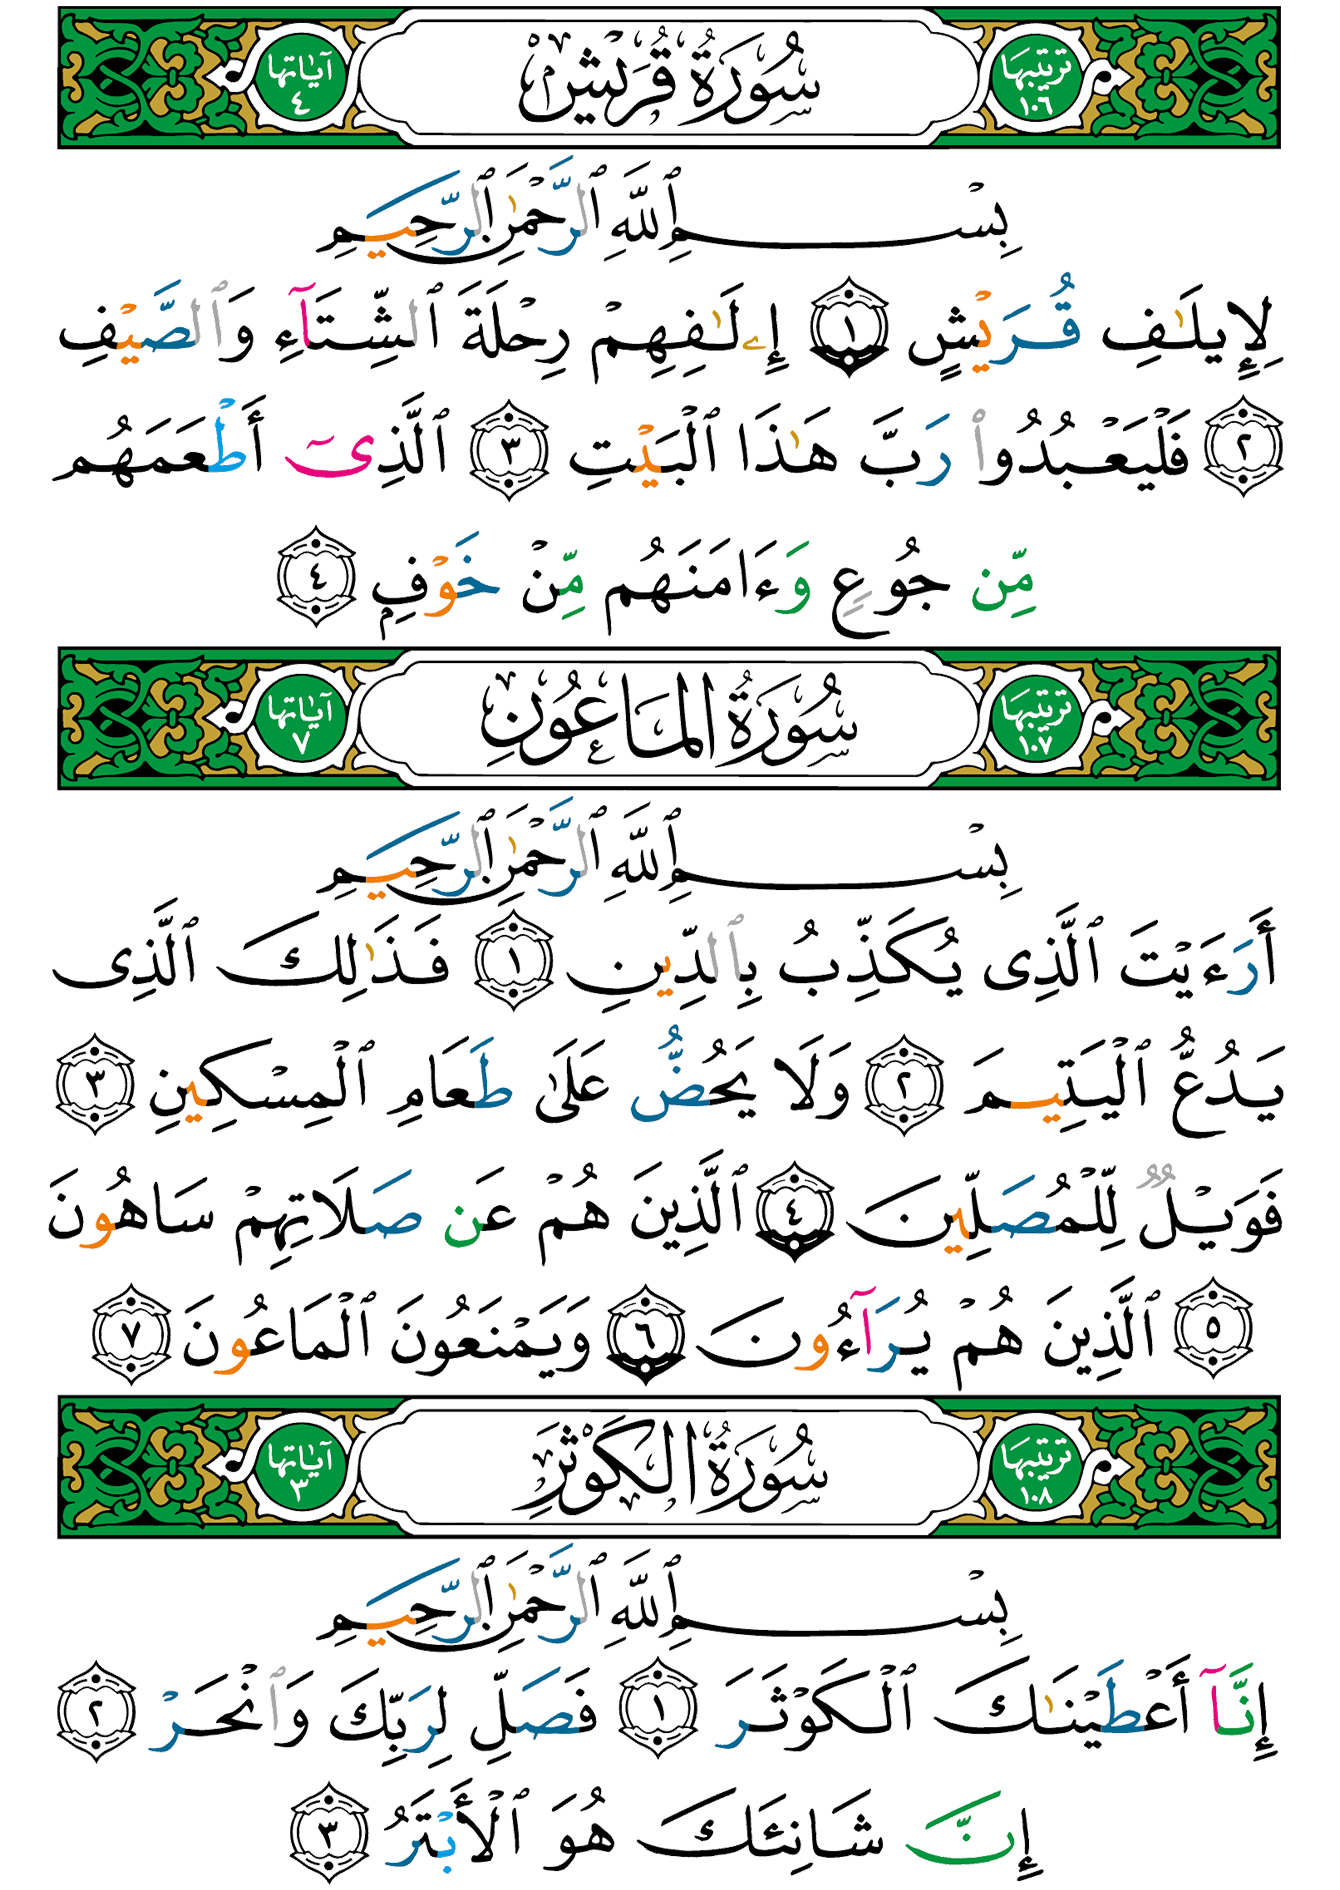 ترتيبها ١٠٦ سُورَةُ قُرَيْشٍ آياتها ٤
بِسْمِ ٱللَّهِ ٱلرَّحْمَٰنِ ٱلرَّحِيمِ
لِإِيلَٰفِ قُرَيْشٍ ١ إِۦلَٰفِهِمْ رِحْلَةَ ٱلشِّتَآءِ وَٱلصَّيْفِ
٢ فَلْيَعْبُدُوا۟ رَبَّ هَٰذَا ٱلْبَيْتِ ٣ ٱلَّذِىٓ أَطْعَمَهُم
مِّن جُوعٍ وَءَامَنَهُم مِّنْ خَوْفٍ ٤
ترتيبها ١٠٧ سُورَةُ المَاعُونِ آياتها ٧
بِسْمِ ٱللَّهِ ٱلرَّحْمَٰنِ ٱلرَّحِيمِ
أَرَءَيْتَ ٱلَّذِى يُكَذِّبُ بِٱلدِّينِ ١ فَذَٰلِكَ ٱلَّذِى
يَدُعُّ ٱلْيَتِيمَ ٢ وَلَا يَحُضُّ عَلَىٰ طَعَامِ ٱلْمِسْكِينِ ٣
فَوَيْلٌ لِّلْمُصَلِّينَ ٤ ٱلَّذِينَ هُمْ عَن صَلَاتِهِمْ سَاهُونَ
٥ ٱلَّذِينَ هُمْ يُرَآءُونَ ٦ وَيَمْنَعُونَ ٱلْمَاعُونَ ٧
ترتيبها ١٠٨ سُورَةُ الكَوْثَرِ آياتها ٣
بِسْمِ ٱللَّهِ ٱلرَّحْمَٰنِ ٱلرَّحِيمِ
إِنَّآ أَعْطَيْنَٰكَ ٱلْكَوْثَرَ ١ فَصَلِّ لِرَبِّكَ وَٱنْحَرْ ٢
إِنَّ شَانِئَكَ هُوَ ٱلْأَبْتَرُ ٣